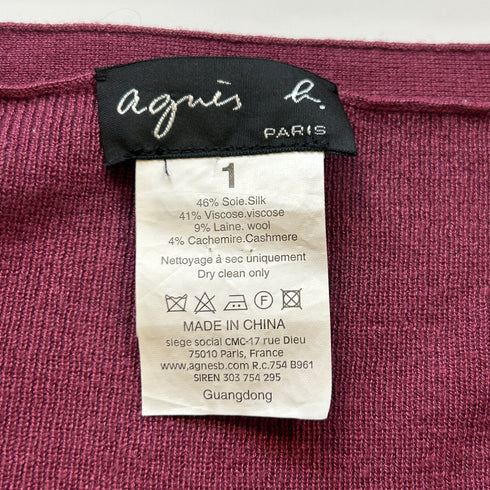 agnès b.
PARIS
1
46% Soie.Silk
41% Viscose.viscose
9% Laine. wool
4% Cachemire.Cashmere
Nettoyage à sec uniquement
Dry clean only
F
MADE IN CHINA
siege social CMC-17 rue Dieu
75010 Paris, France
www.agnesb.com R.C.754 B961
SIREN 303 754 295
Guangdong